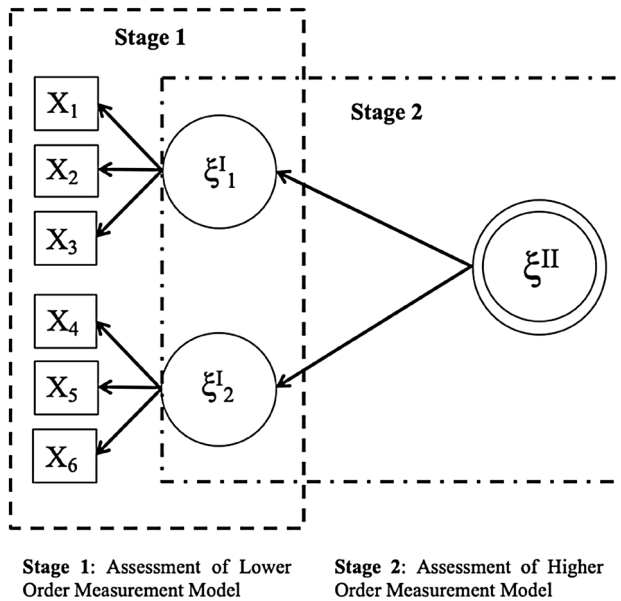 Stage 1
Stage 2
X₁
X₂
X₃
ξᴵ₁
ξᴵᴵ
X₄
X₅
X₆
ξᴵ₂
Stage 1: Assessment of Lower
Order Measurement Model
Stage 2: Assessment of Higher
Order Measurement Model